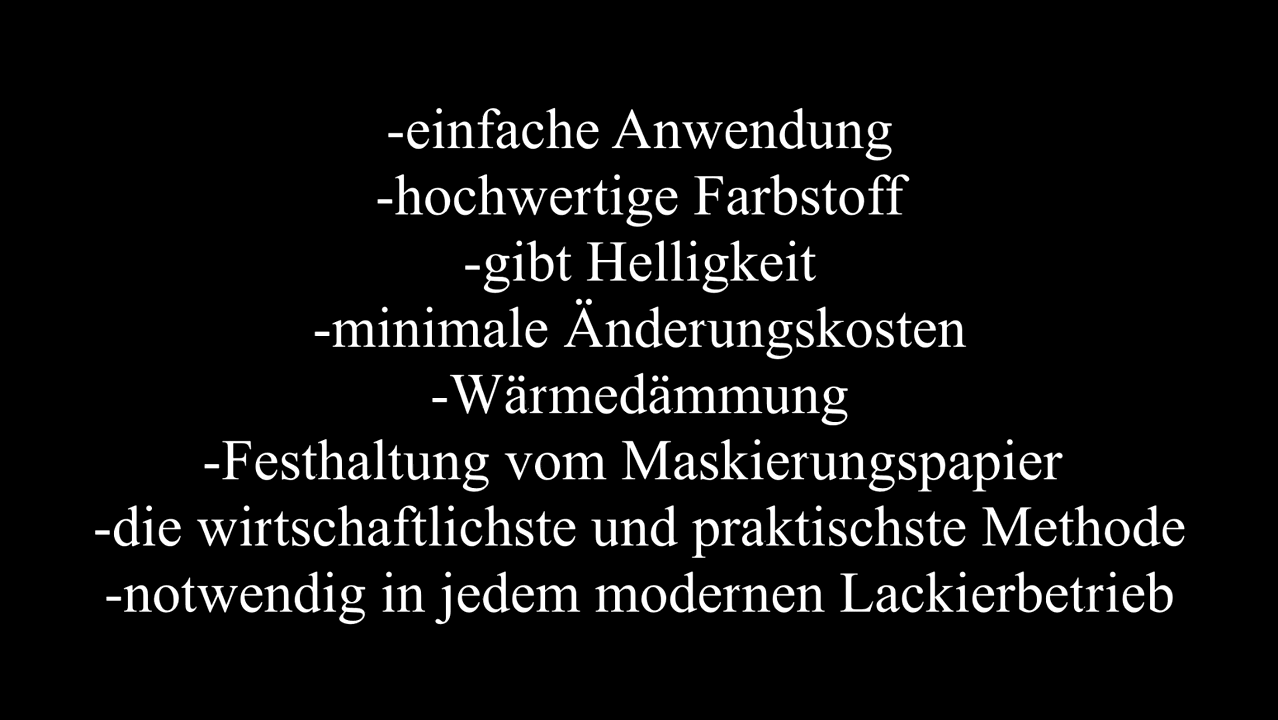 -einfache Anwendung
-hochwertige Farbstoff
-gibt Helligkeit
-minimale Änderungskosten
-Wärmedämmung
-Festhaltung vom Maskierungspapier
-die wirtschaftlichste und praktischste Methode
-notwendig in jedem modernen Lackierbetrieb